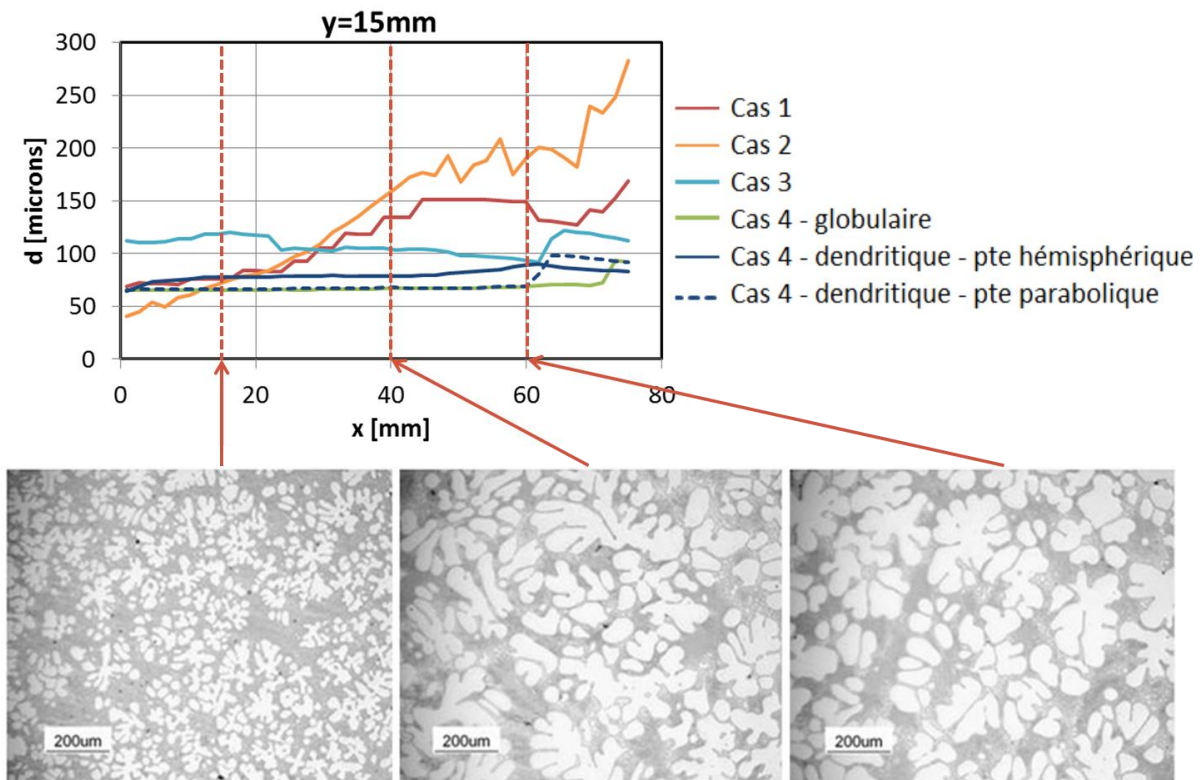 y=15mm
300
250
200
150
100
50
0
d [microns]
0 20 40 60 80
x [mm]
Cas 1
Cas 2
Cas 3
Cas 4 - globulaire
Cas 4 - dendritique - pte hémisphérique
Cas 4 - dendritique - pte parabolique
200um
200um
200um